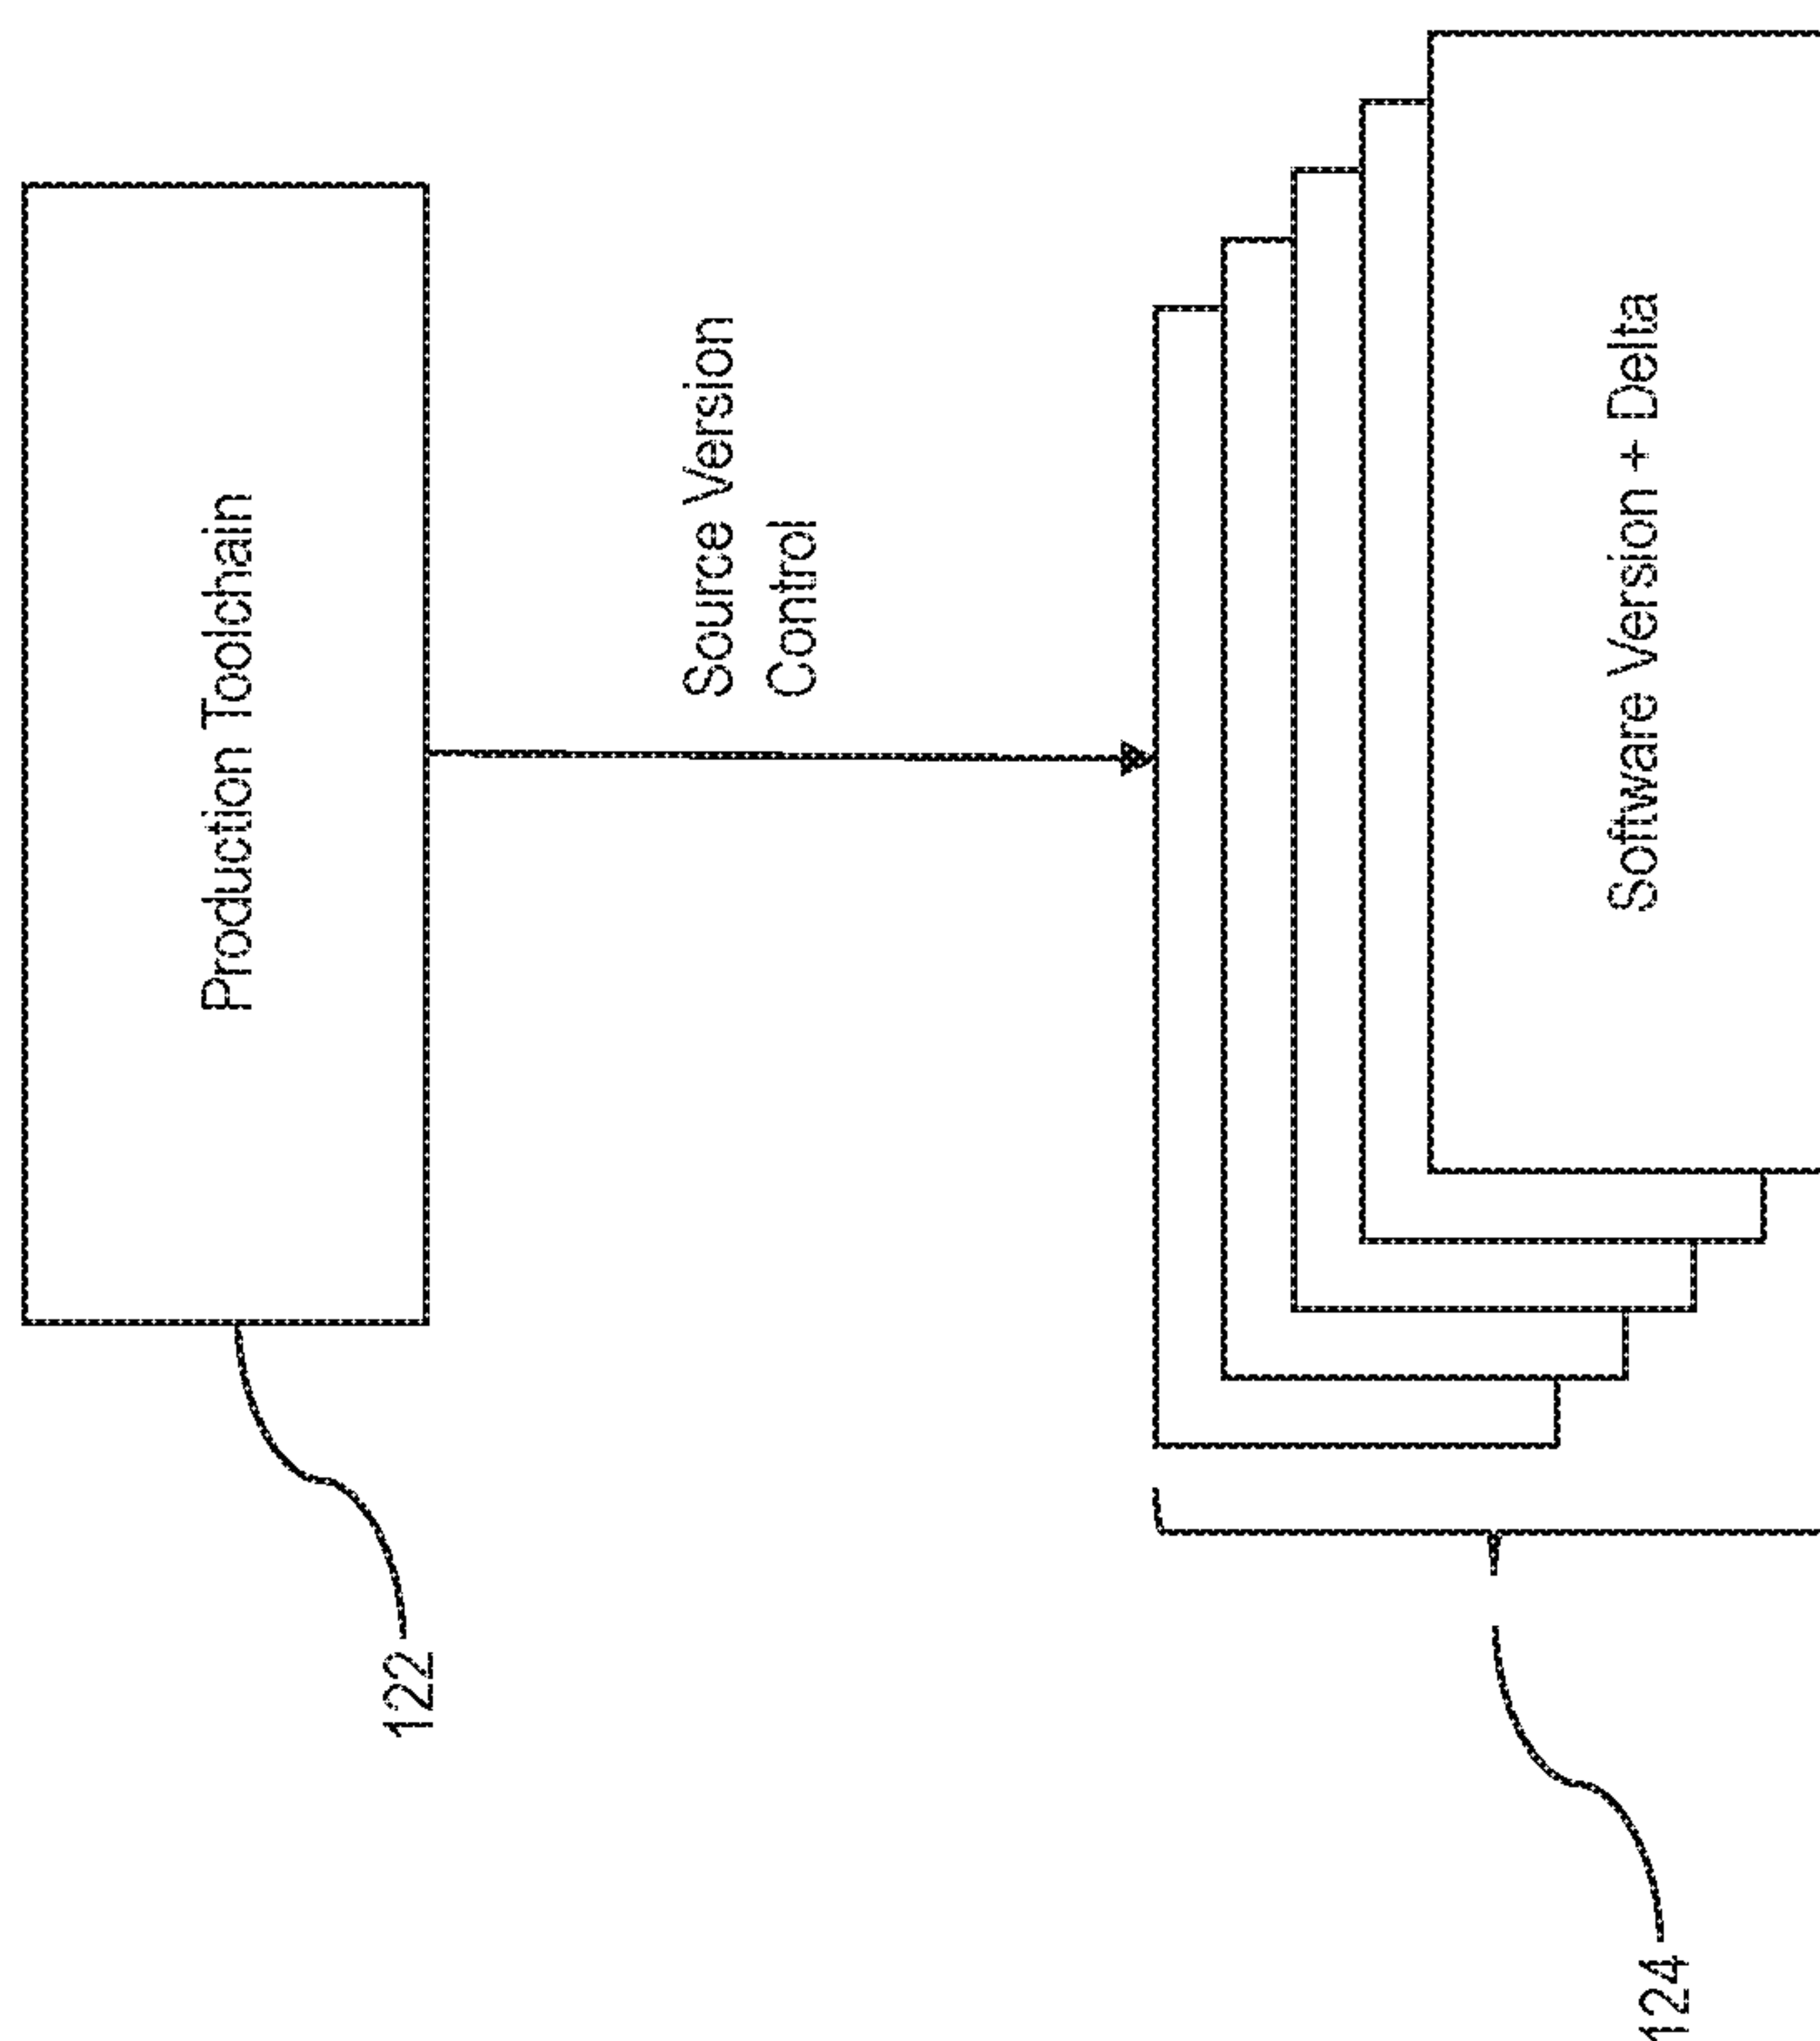 Production Toolchain
122
Source Version
Control
Software Version + Delta
124